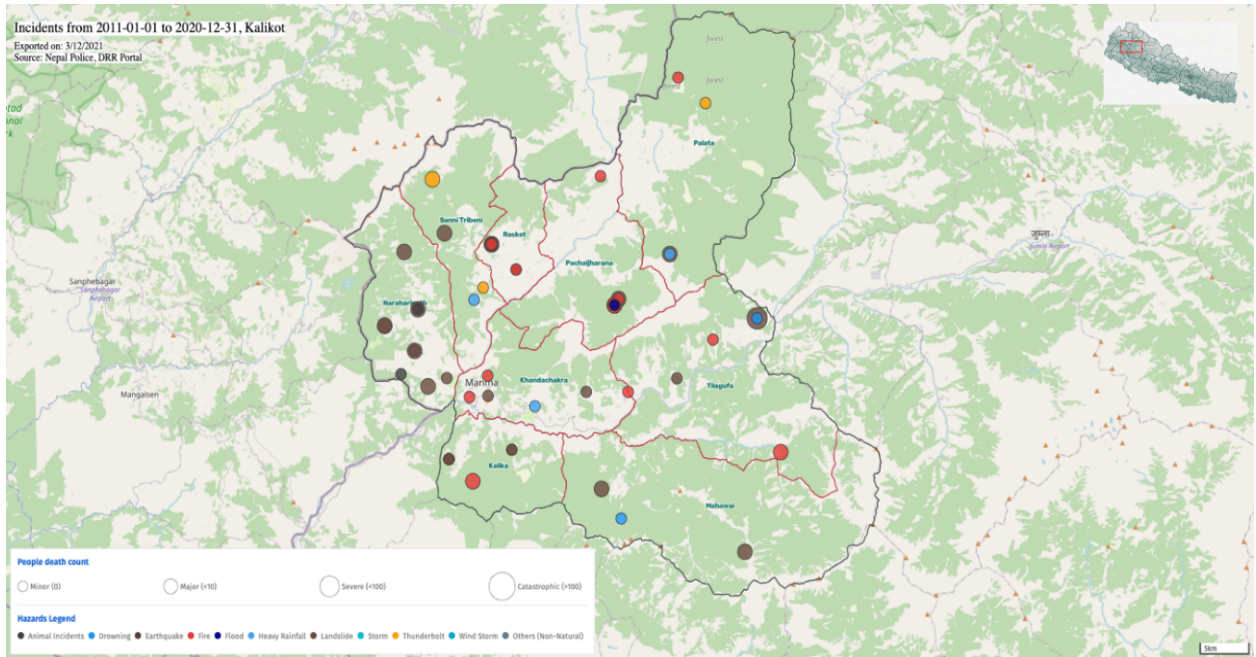 Incidents from 2011-01-01 to 2020-12-31, Kalikot
Exported on: 3/12/2021
Source: Nepal Police, DRR Portal
forest
forest
Palata
Sanni Tribeni
Raskot
Pachaljharana
जुम्ला
Jumla Airport
Sanphebagar
Sanphebagar
Airport
Mangalsen
Manma
Khandachakra
Tilagufa
Kalika
Mahawai
People death count
Minor (0)
Major (<10)
Severe (<100)
Catastrophic (>100)
Hazards Legend
Animal Incidents Drowning Earthquake Fire Flood Heavy Rainfall Landslide Storm Thunderbolt Wind Storm Others (Non-Natural)
5km